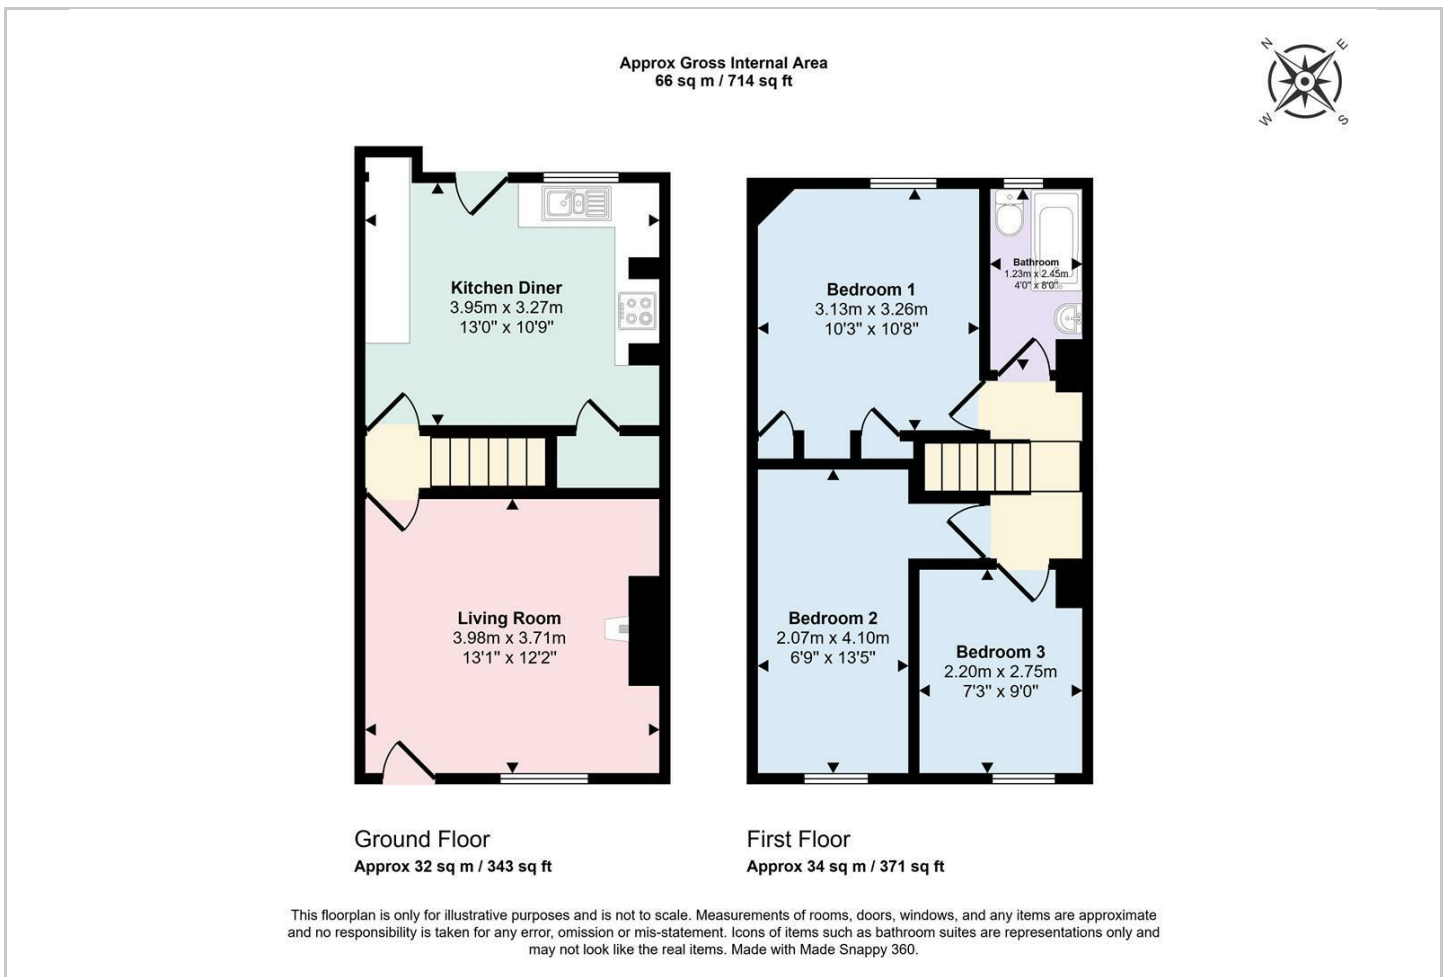 Approx Gross Internal Area
66 sq m / 714 sq ft
N
E
W
S
Kitchen Diner
3.95m x 3.27m
13'0" x 10'9"
Living Room
3.98m x 3.71m
13'1" x 12'2"
Bedroom 1
3.13m x 3.26m
10'3" x 10'8"
Bathroom
1.23m x 2.45m
4'0" x 8'0"
Bedroom 2
2.07m x 4.10m
6'9" x 13'5"
Bedroom 3
2.20m x 2.75m
7'3" x 9'0"
Ground Floor
Approx 32 sq m / 343 sq ft
First Floor
Approx 34 sq m / 371 sq ft
This floorplan is only for illustrative purposes and is not to scale. Measurements of rooms, doors, windows, and any items are approximate
and no responsibility is taken for any error, omission or mis-statement. Icons of items such as bathroom suites are representations only and
may not look like the real items. Made with Made Snappy 360.